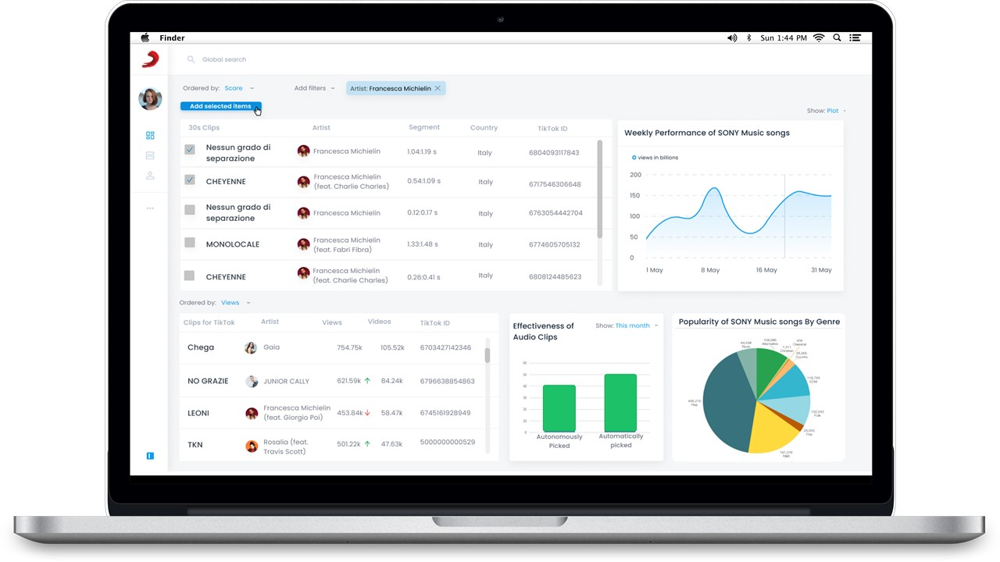 Finder
Sun 1:44 PM
Global search
Ordered by: Score
Add filters
Artist: Francesca Michielin
Add selected items
Show: Plot
30s Clips Artist Segment Country TikTok ID
Nessun grado di
separazione
Francesca Michielin 1.04:1.19 s Italy 6804093117843
CHEYENNE
Francesca Michielin
(feat. Charlie Charles)
0.54:1.09 s Italy 6717546306648
Nessun grado di
separazione
Francesca Michielin 0.12:0.17 s Italy 6763054442704
MONOLOCALE
Francesca Michielin
(feat. Fabri Fibra)
1.33:1.48 s Italy 6774605705132
CHEYENNE
Francesca Michielin
(feat. Charlie Charles)
0.26:0.41 s Italy 6808124485623
Weekly Performance of SONY Music songs
views in billions
200
150
100
50
0
1 May 8 May 16 May 31 May
Ordered by: Views
Clips for TikTok Artist Views Videos TikTok ID
Chega Gaia 754.75k 105.52k 6703427142346
NO GRAZIE JUNIOR CALLY 621.59k 84.24k 6796638854863
LEONI
Francesca Michielin
(feat. Giorgio Poi)
453.84k 58.47k 6745161928949
TKN
Rosalia (feat.
Travis Scott)
501.22k 47.63k 5000000000529
Effectiveness of
Audio Clips
Show: This month
60
50
40
30
20
10
0
Autonomously
Picked
Automatically
picked
Popularity of SONY Music songs By Genre
Alternative
Classical
Christian
Country
EDM
Folk
Pop
R&B
Rap